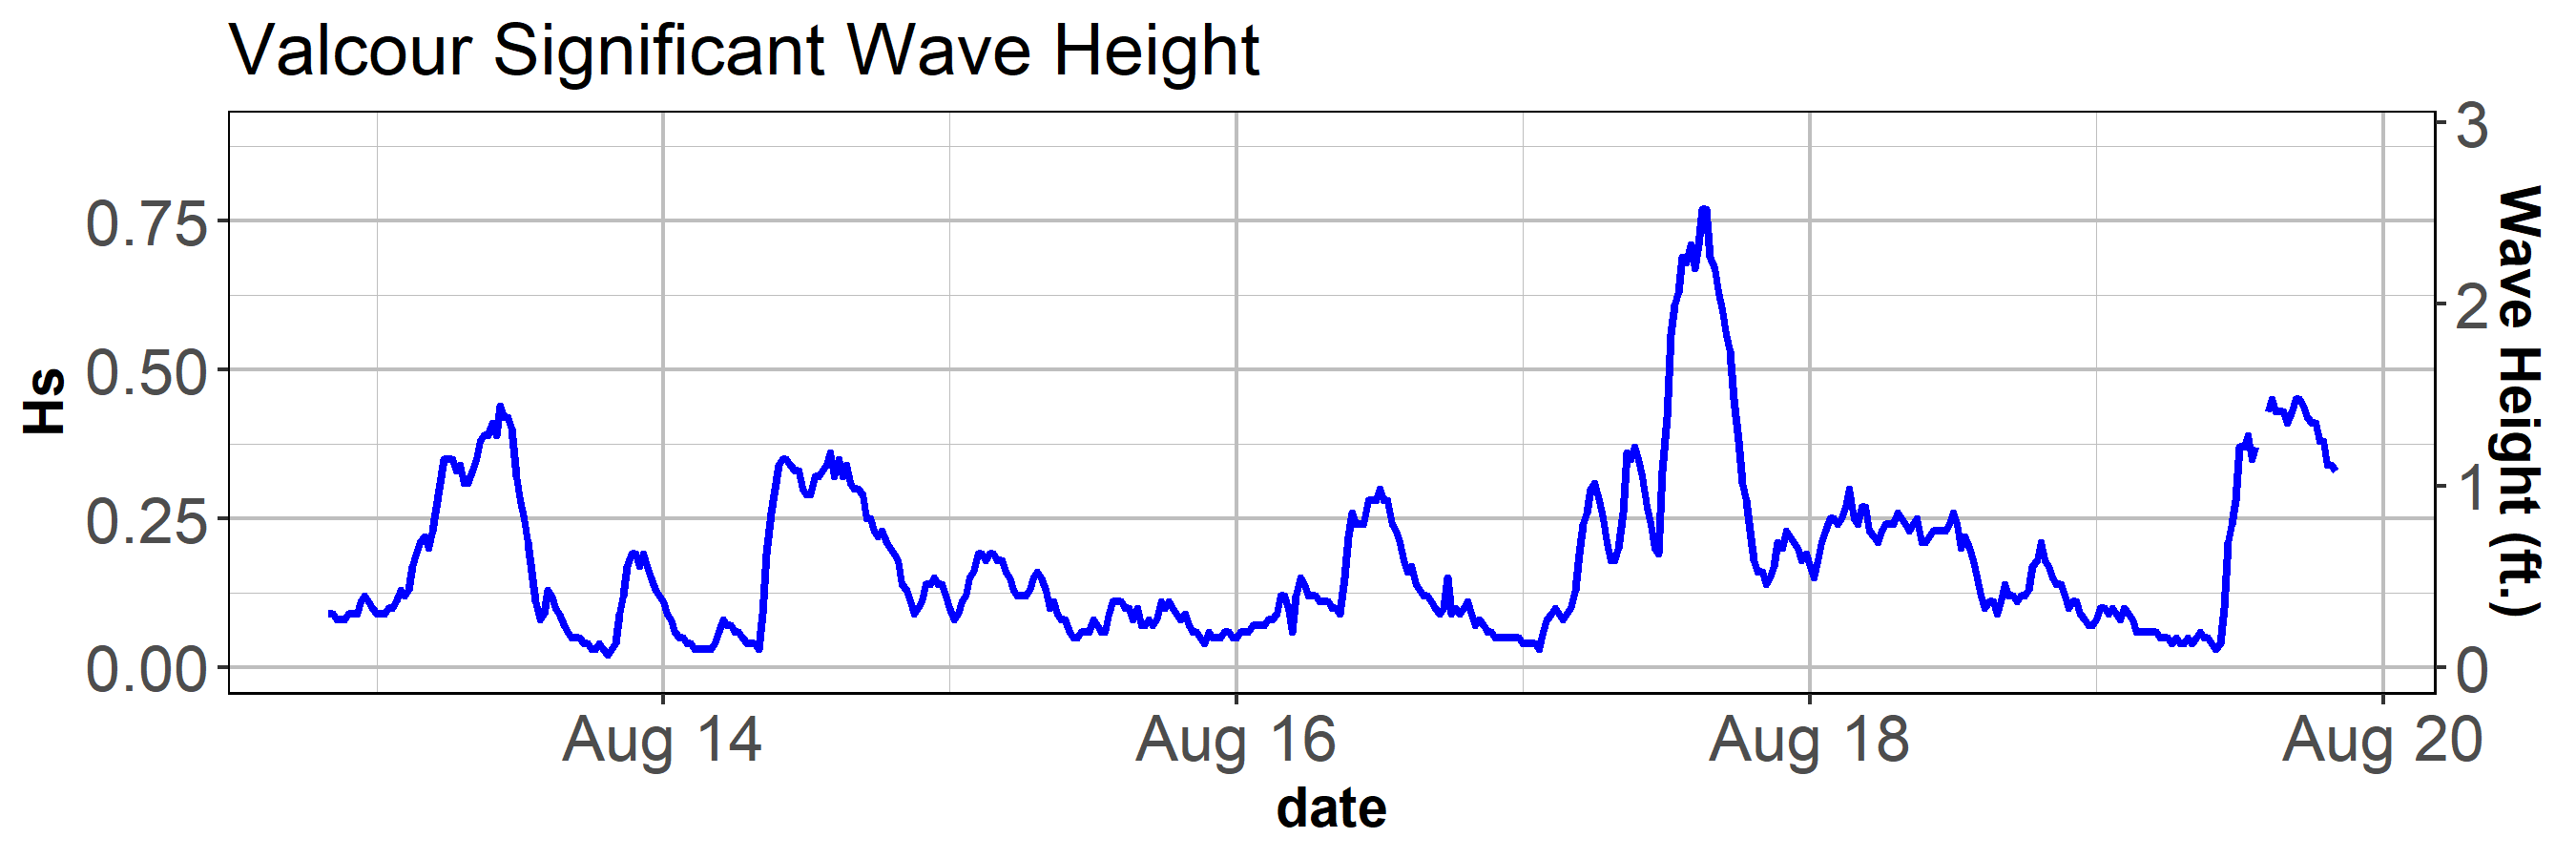 Valcour Significant Wave Height
Hs
0.75
0.50
0.25
0.00
3
2
1
0
Wave Height (ft.)
Aug 14
Aug 16
Aug 18
Aug 20
date